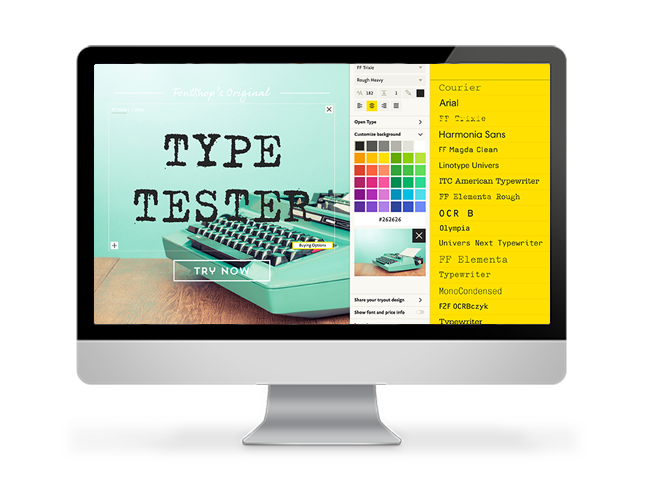 FontShop's Original
TYPE
TESTER
Buying Options
TRY NOW
FF Trixie
Rough Heavy
182
1
Open Type
Customize background
#262626
Share your tryout design
Show font and price info
Courier
Arial
FF Trixie
Harmonia Sans
FF Magda Clean
Linotype Univers
ITC American Typewriter
FF Elements Rough
OCR B
Olympia
Univers Next Typewriter
FF Elementa
Typewriter
MonoCondensed
F2F OCRBczyk
Typewriter